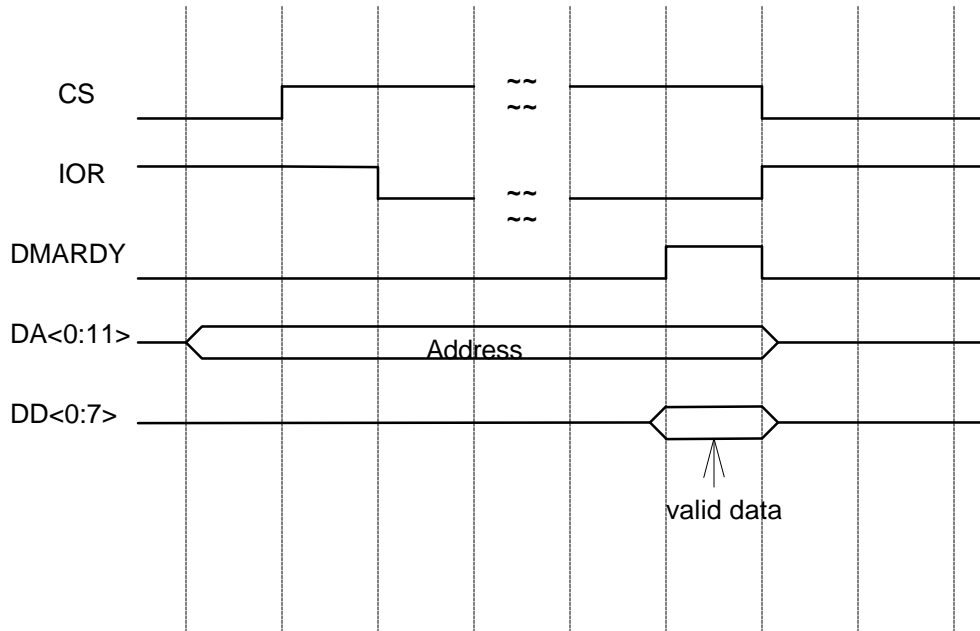 CS
~~
~~
IOR
~~
~~
DMARDY
DA<0:11>
Address
DD<0:7>
valid data